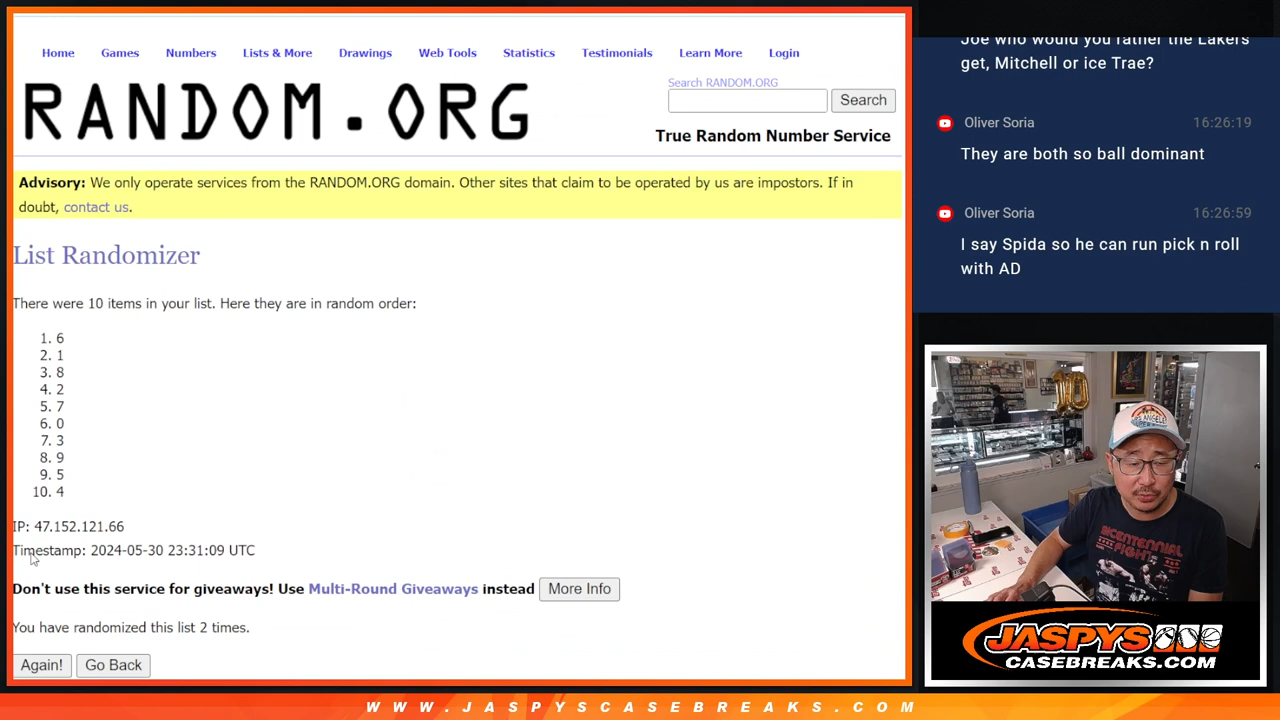 Home Games Numbers Lists & More Drawings Web Tools Statistics Testimonials Learn More Login
RANDOM.ORG
Search RANDOM.ORG
Search
True Random Number Service
Advisory: We only operate services from the RANDOM.ORG domain. Other sites that claim to be operated by us are impostors. If in
doubt, contact us.
List Randomizer
There were 10 items in your list. Here they are in random order:
1. 6
2. 1
3. 8
4. 2
5. 7
6. 0
7. 3
8. 9
9. 5
10. 4
IP: 47.152.121.66
Timestamp: 2024-05-30 23:31:09 UTC
Don't use this service for giveaways! Use Multi-Round Giveaways instead More Info
You have randomized this list 2 times.
Again! Go Back
Joe who would you rather the Lakers
get, Mitchell or ice Trae?
Oliver Soria 16:26:19
They are both so ball dominant
Oliver Soria 16:26:59
I say Spida so he can run pick n roll
with AD
10
BICENTENNIAL
FIGHT
JASPYS
CASEBREAKS.COM
WWW.JASPYSCASEBREAKS.COM